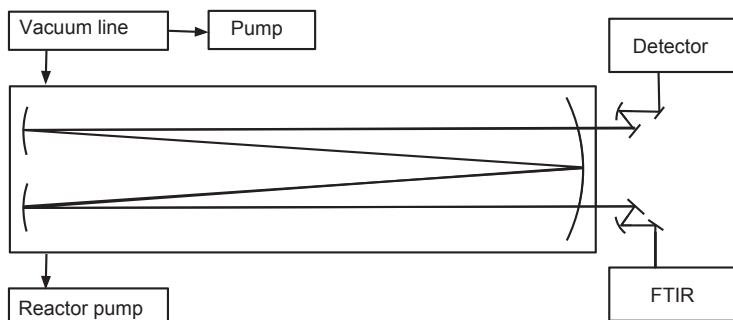 Vacuum line
Pump
Detector
Reactor pump
FTIR